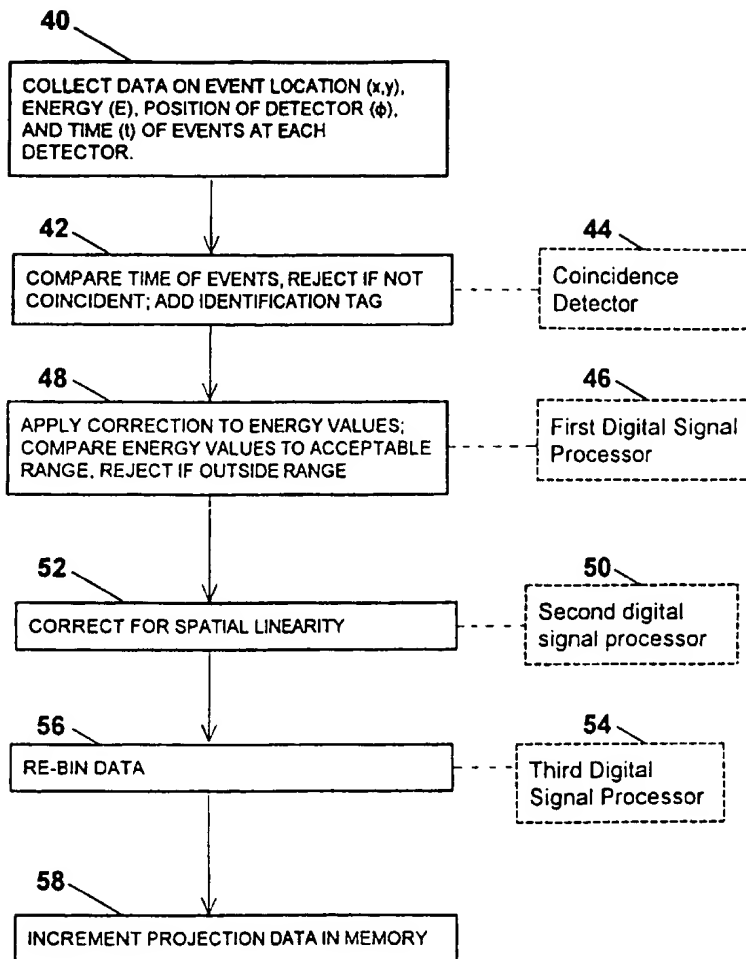 40
COLLECT DATA ON EVENT LOCATION (x,y),
ENERGY (E), POSITION OF DETECTOR (ϕ),
AND TIME (t) OF EVENTS AT EACH
DETECTOR.
42
COMPARE TIME OF EVENTS, REJECT IF NOT
COINCIDENT; ADD IDENTIFICATION TAG
44
Coincidence
Detector
48
APPLY CORRECTION TO ENERGY VALUES;
COMPARE ENERGY VALUES TO ACCEPTABLE
RANGE, REJECT IF OUTSIDE RANGE
46
First Digital Signal
Processor
52
CORRECT FOR SPATIAL LINEARITY
50
Second digital
signal processor
56
RE-BIN DATA
54
Third Digital
Signal Processor
58
INCREMENT PROJECTION DATA IN MEMORY